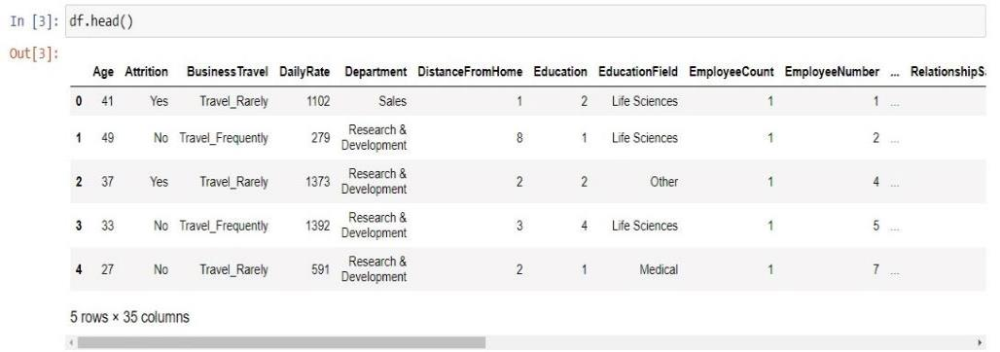 In [3]: df.head()
Out[3]:
Age Attrition BusinessTravel DailyRate Department DistanceFromHome Education EducationField EmployeeCount EmployeeNumber ... RelationshipS
0 41 Yes Travel_Rarely 1102 Sales 1 2 Life Sciences 1 1 ...
1 49 No Travel_Frequently 279 Research & Development 8 1 Life Sciences 1 2 ...
2 37 Yes Travel_Rarely 1373 Research & Development 2 2 Other 1 4 ...
3 33 No Travel_Frequently 1392 Research & Development 3 4 Life Sciences 1 5 ...
4 27 No Travel_Rarely 591 Research & Development 2 1 Medical 1 7 ...
5 rows × 35 columns